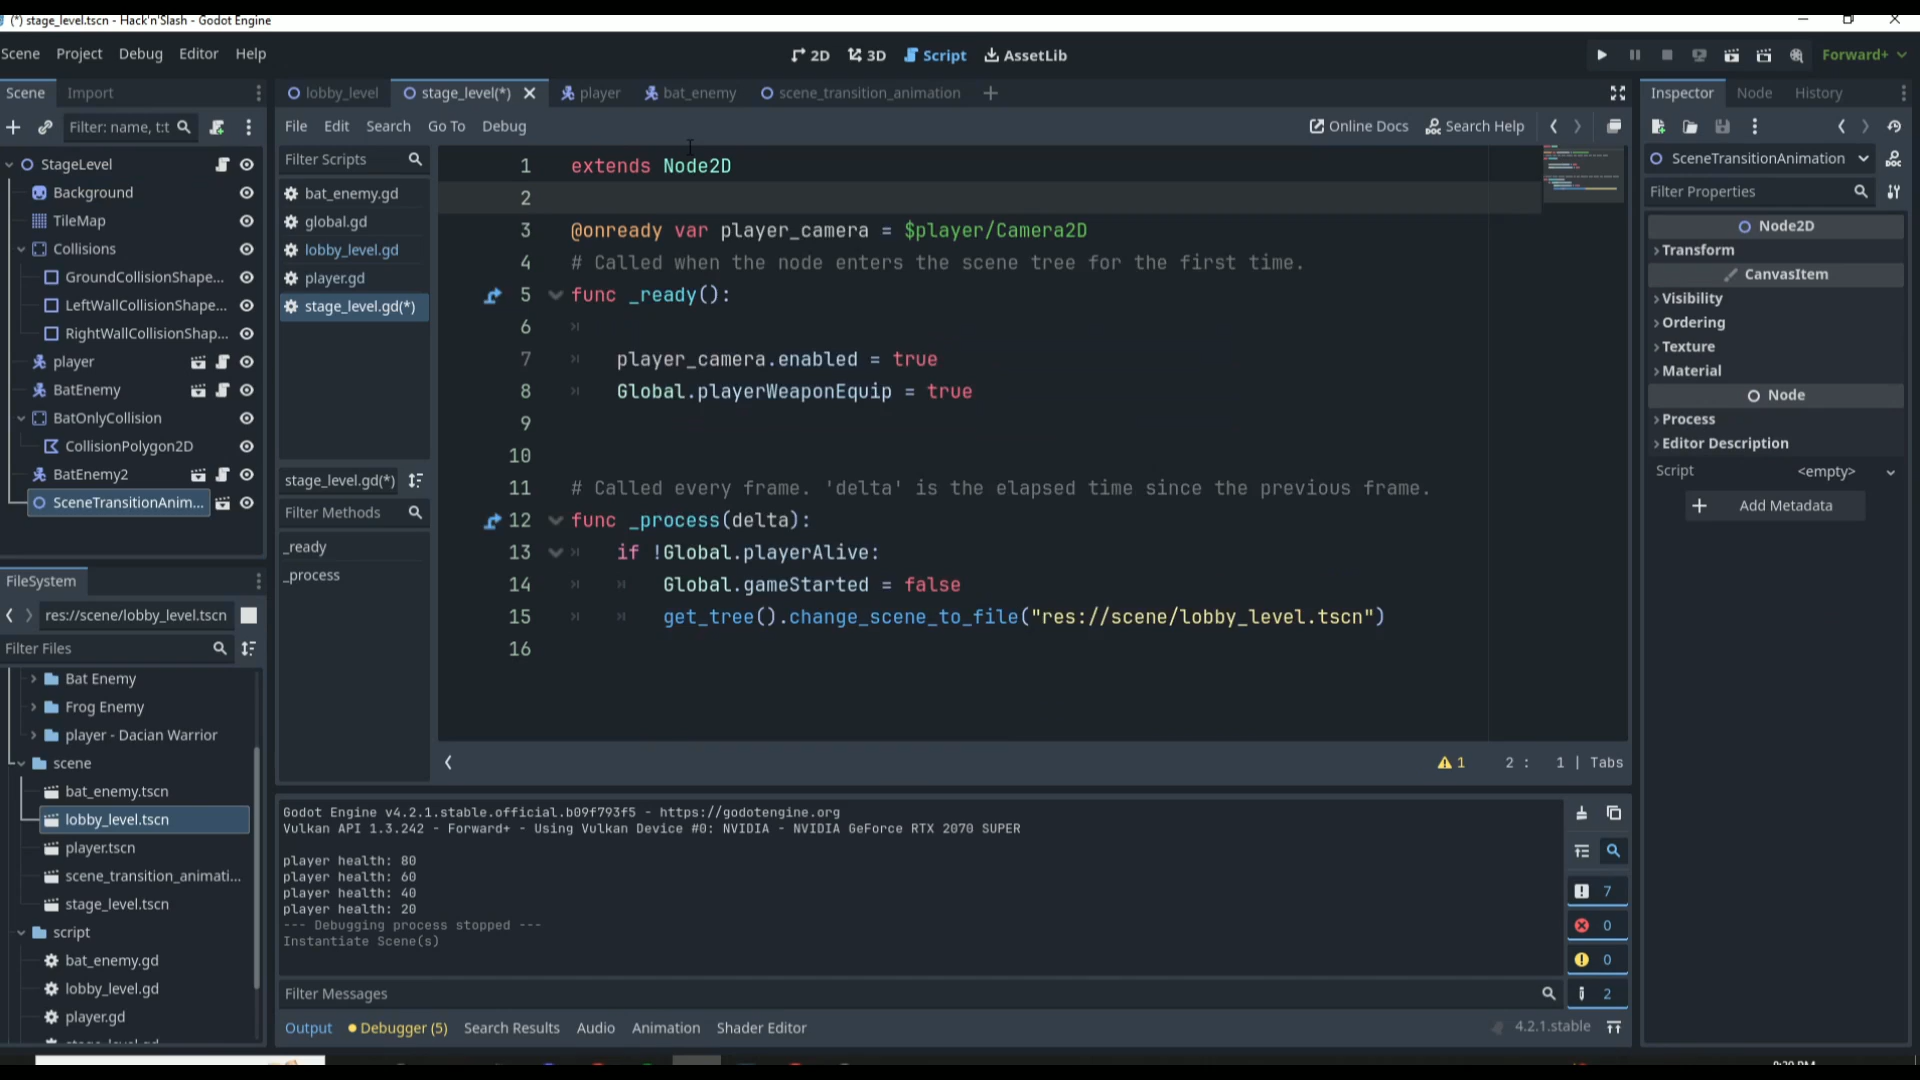 (*) stage_level.tscn - Hack'n'Slash - Godot Engine
Scene Project Debug Editor Help
2D 3D Script AssetLib
Forward+
Scene Import
lobby_level stage_level(*) player bat_enemy scene_transition_animation
Inspector Node History
Filter: name, t:t
File Edit Search Go To Debug
Online Docs Search Help
StageLevel
Background
TileMap
Collisions
GroundCollisionShape...
LeftWallCollisionShape...
RightWallCollisionShap...
player
BatEnemy
BatOnlyCollision
CollisionPolygon2D
BatEnemy2
SceneTransitionAnim...
Filter Scripts
bat_enemy.gd
global.gd
lobby_level.gd
player.gd
stage_level.gd(*)
stage_level.gd(*)
Filter Methods
_ready
_process
1 extends Node2D
2
3 @onready var player_camera = $player/Camera2D
4 # Called when the node enters the scene tree for the first time.
5 func _ready():
6
7 player_camera.enabled = true
8 Global.playerWeaponEquip = true
9
10
11 # Called every frame. 'delta' is the elapsed time since the previous frame.
12 func _process(delta):
13 if !Global.playerAlive:
14 Global.gameStarted = false
15 get_tree().change_scene_to_file("res://scene/lobby_level.tscn")
16
1 2 : 1 | Tabs
SceneTransitionAnimation
Filter Properties
Node2D
Transform
CanvasItem
Visibility
Ordering
Texture
Material
Node
Process
Editor Description
Script <empty>
Add Metadata
FileSystem
res://scene/lobby_level.tscn
Filter Files
Bat Enemy
Frog Enemy
player - Dacian Warrior
scene
bat_enemy.tscn
lobby_level.tscn
player.tscn
scene_transition_animati...
stage_level.tscn
script
bat_enemy.gd
lobby_level.gd
player.gd
Godot Engine v4.2.1.stable.official.b09f793f5 - https://godotengine.org
Vulkan API 1.3.242 - Forward+ - Using Vulkan Device #0: NVIDIA - NVIDIA GeForce RTX 2070 SUPER
player health: 80
player health: 60
player health: 40
player health: 20
--- Debugging process stopped ---
Instantiate Scene(s)
7
0
0
2
Filter Messages
Output Debugger (5) Search Results Audio Animation Shader Editor
4.2.1.stable